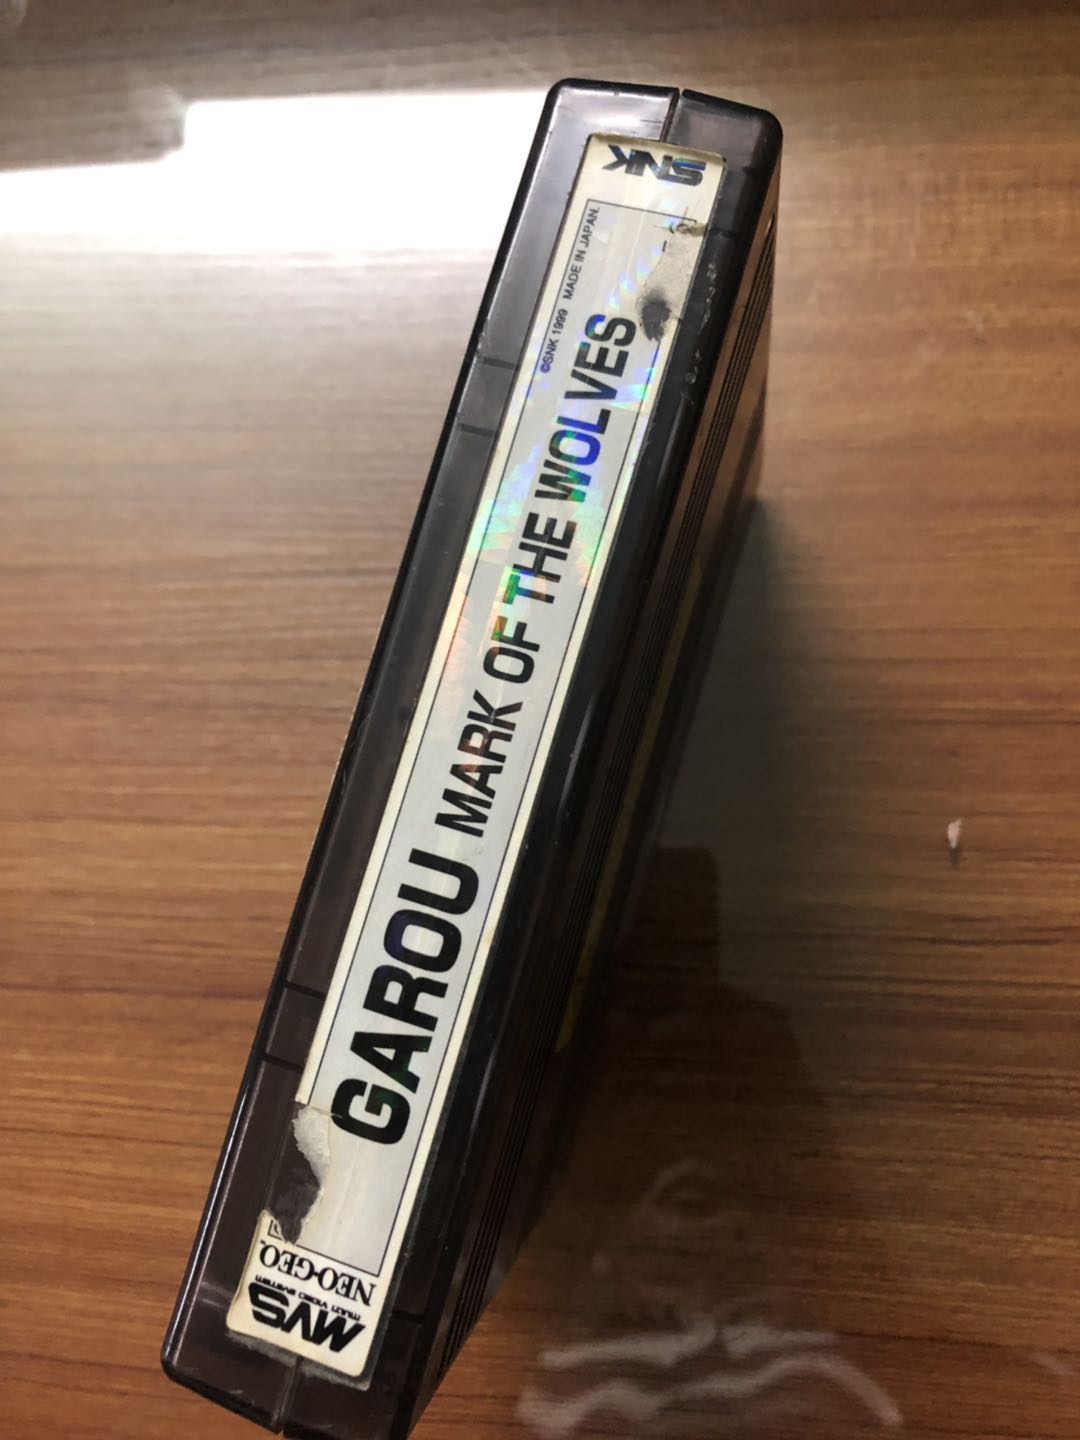 SNK
©SNK 1999 MADE IN JAPAN.
GAROU MARK OF THE WOLVES
NEO·GEO
MULTI VIDEO SYSTEM
MVS